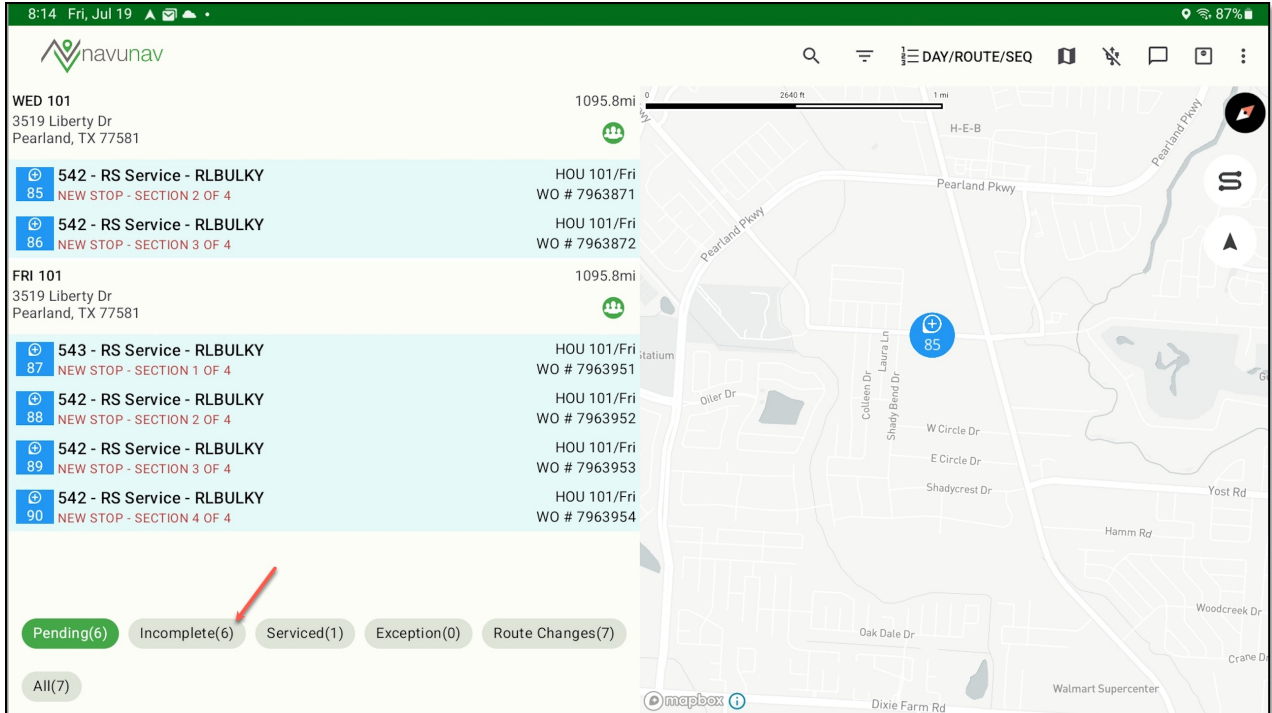 8:14 Fri, Jul 19
87%
navunav
DAY/ROUTE/SEQ
WED 101
1095.8mi
3519 Liberty Dr
Pearland, TX 77581
85
542 - RS Service - RLBULKY
HOU 101/Fri
NEW STOP - SECTION 2 OF 4
WO # 7963871
86
542 - RS Service - RLBULKY
HOU 101/Fri
NEW STOP - SECTION 3 OF 4
WO # 7963872
FRI 101
1095.8mi
3519 Liberty Dr
Pearland, TX 77581
87
543 - RS Service - RLBULKY
HOU 101/Fri
NEW STOP - SECTION 1 OF 4
WO # 7963951
88
542 - RS Service - RLBULKY
HOU 101/Fri
NEW STOP - SECTION 2 OF 4
WO # 7963952
89
542 - RS Service - RLBULKY
HOU 101/Fri
NEW STOP - SECTION 3 OF 4
WO # 7963953
90
542 - RS Service - RLBULKY
HOU 101/Fri
NEW STOP - SECTION 4 OF 4
WO # 7963954
Pending(6)
Incomplete(6)
Serviced(1)
Exception(0)
Route Changes(7)
All(7)
0
2640 ft
1 mi
H-E-B
Pearland Pkwy
Pearland Pkwy
Pearland Pkwy
85
Laura Ln
Colleen Dr
Shady Bend Dr
Oiler Dr
W Circle Dr
E Circle Dr
Shadycrest Dr
Yost Rd
Hamm Rd
Woodcreek Dr
Oak Dale Dr
Crane Dr
Walmart Supercenter
Dixie Farm Rd
mapbox